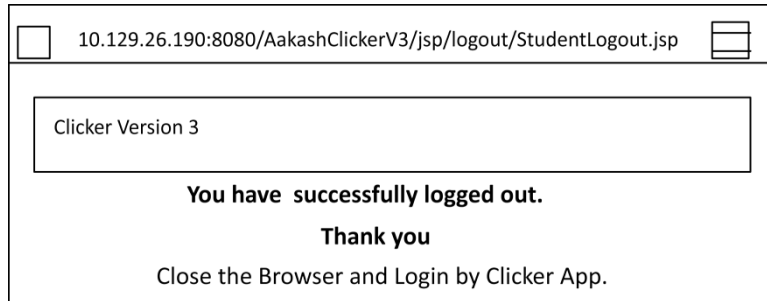 10.129.26.190:8080/AakashClickerV3/jsp/logout/StudentLogout.jsp
Clicker Version 3
You have  successfully logged out.
Thank you
Close the Browser and Login by Clicker App.